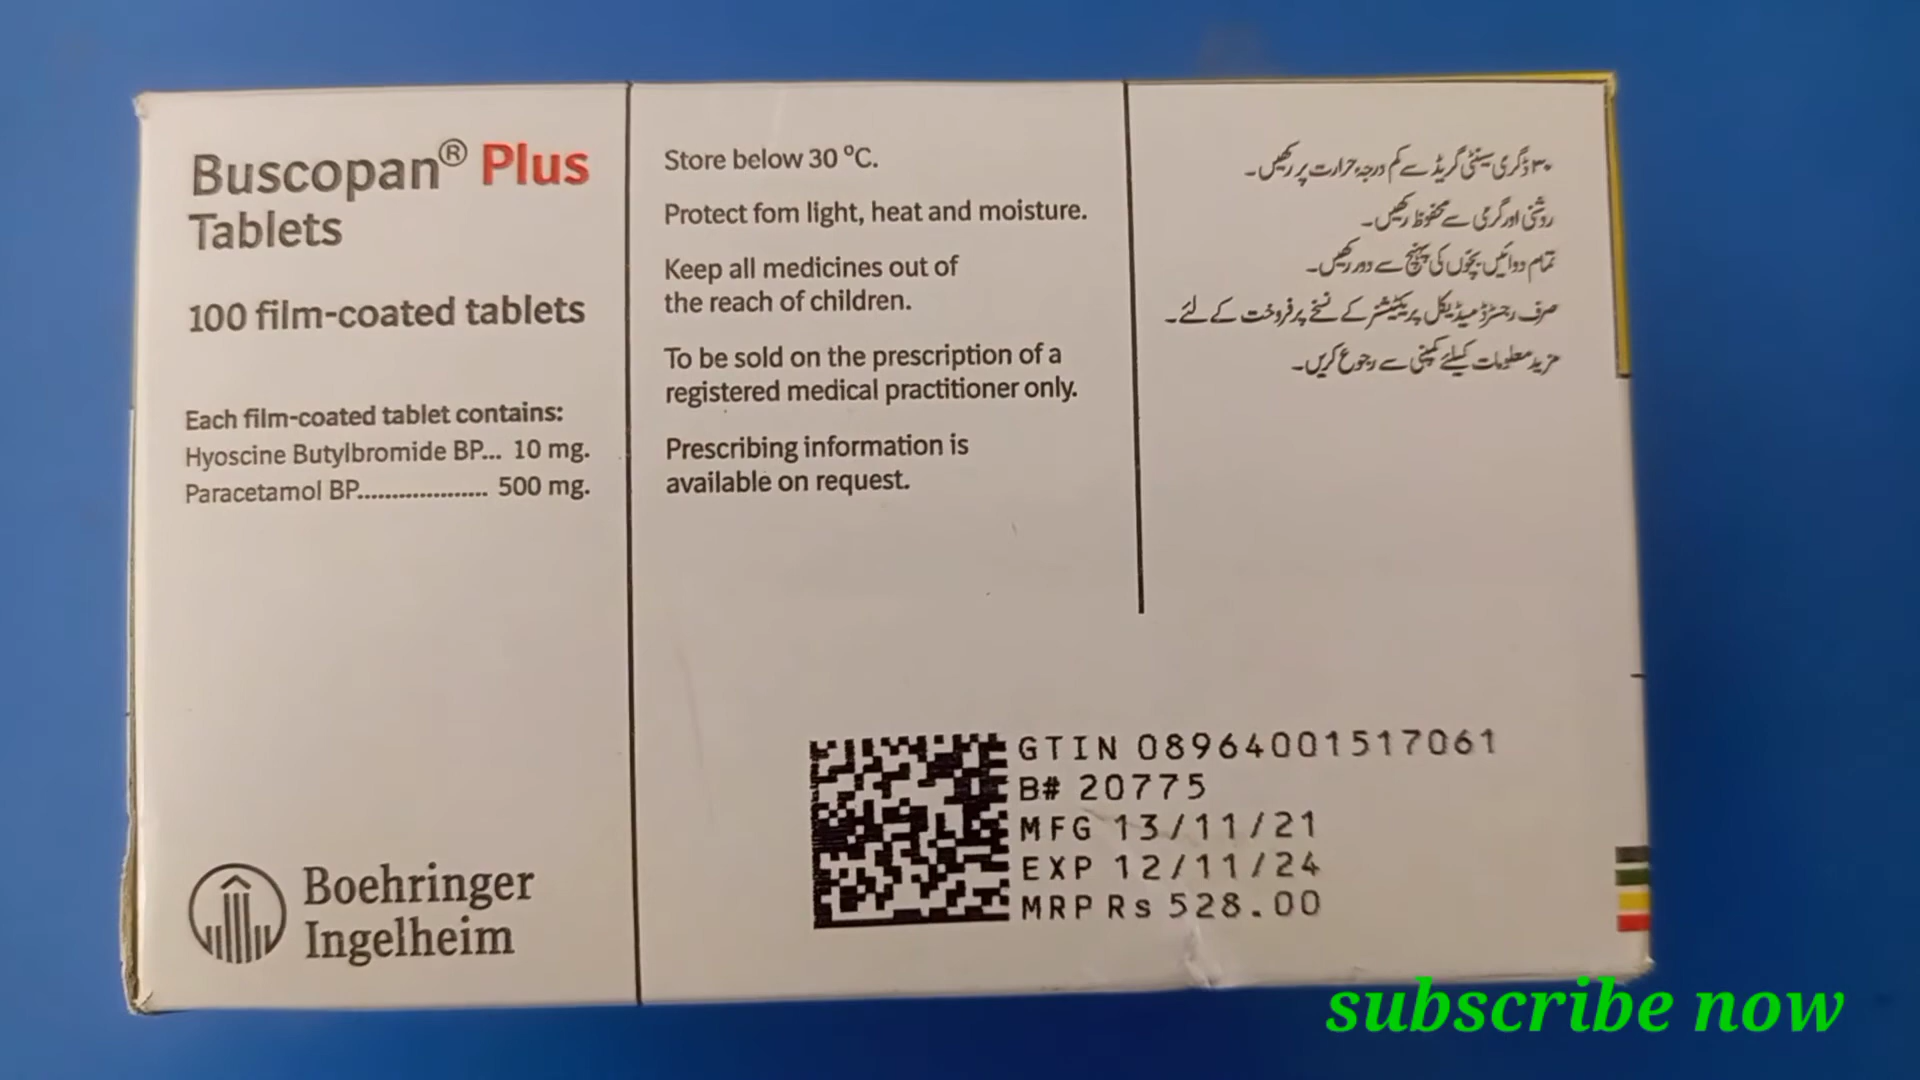 Buscopan® Plus
Tablets
100 film-coated tablets
Each film-coated tablet contains:
Hyoscine Butylbromide BP... 10 mg.
Paracetamol BP................... 500 mg.
Boehringer
Ingelheim
Store below 30 ºC.
Protect fom light, heat and moisture.
Keep all medicines out of
the reach of children.
To be sold on the prescription of a
registered medical practitioner only.
Prescribing information is
available on request.
۳۰ ڈگری سینٹی گریڈ سے کم درجہ حرارت پر رکھیں۔
روشنی اور گرمی سے محفوظ رکھیں۔
تمام دوائیں بچّوں کی پہنچ سے دور رکھیں۔
صرف رجسٹرڈ میڈیکل پریکٹیشنر کے نسخے پر فروخت کے لئے۔
مزید معلومات کیلئے کمپنی سے رجوع کریں۔
GTIN 08964001517061
B# 20775
MFG 13/11/21
EXP 12/11/24
MRP Rs 528.00
subscribe now